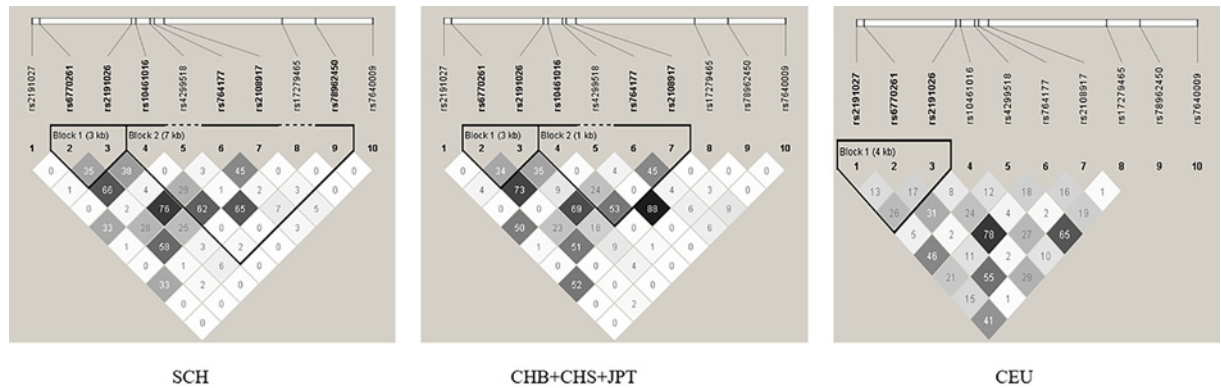 rs2191027
rs6770261
rs2191026
rs10461016
rs4299518
rs764177
rs2108917
rs17279465
rs78962450
rs7640009
Block 1 (3 kb)
Block 2 (7 kb)
1 2 3 4 5 6 7 8 9 10
0 35 38 0 3 45 0 0 0
1 66 4 29 1 2 3 0
0 2 76 62 65 7 5
33 28 25 0 0 3
0 58 3 2 0
0 1 6 0
33 2 0
0 0
0
SCH
rs2191027
rs6770261
rs2191026
rs10461016
rs4299518
rs764177
rs2108917
rs17279465
rs78962450
rs7640009
Block 1 (3 kb)
Block 2 (1 kb)
1 2 3 4 5 6 7 8 9 10
0 34 35 0 4 45 0 0 0
4 73 9 24 0 4 3 0
0 0 69 53 88 6 9
50 23 18 0 0 0
1 51 9 1 0
0 0 4 0
52 0 0
0 2
0
CHB+CHS+JPT
rs2191027
rs6770261
rs2191026
rs10461016
rs4299518
rs764177
rs2108917
rs17279465
rs78962450
rs7640009
Block 1 (4 kb)
1 2 3 4 5 6 7 8 9 10
13 17 8 12 18 16 1
26 31 24 4 2 19
5 2 78 27 65
46 11 2 10
21 55 29
15 1
41
CEU